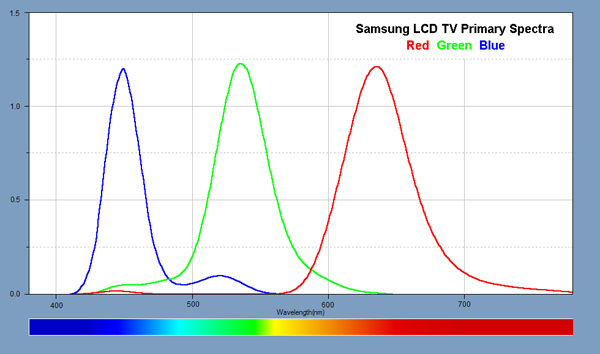 Samsung LCD TV Primary Spectra
Red Green Blue
1.5
1.0
0.5
0.0
400 500 600 700
Wavelength(nm)